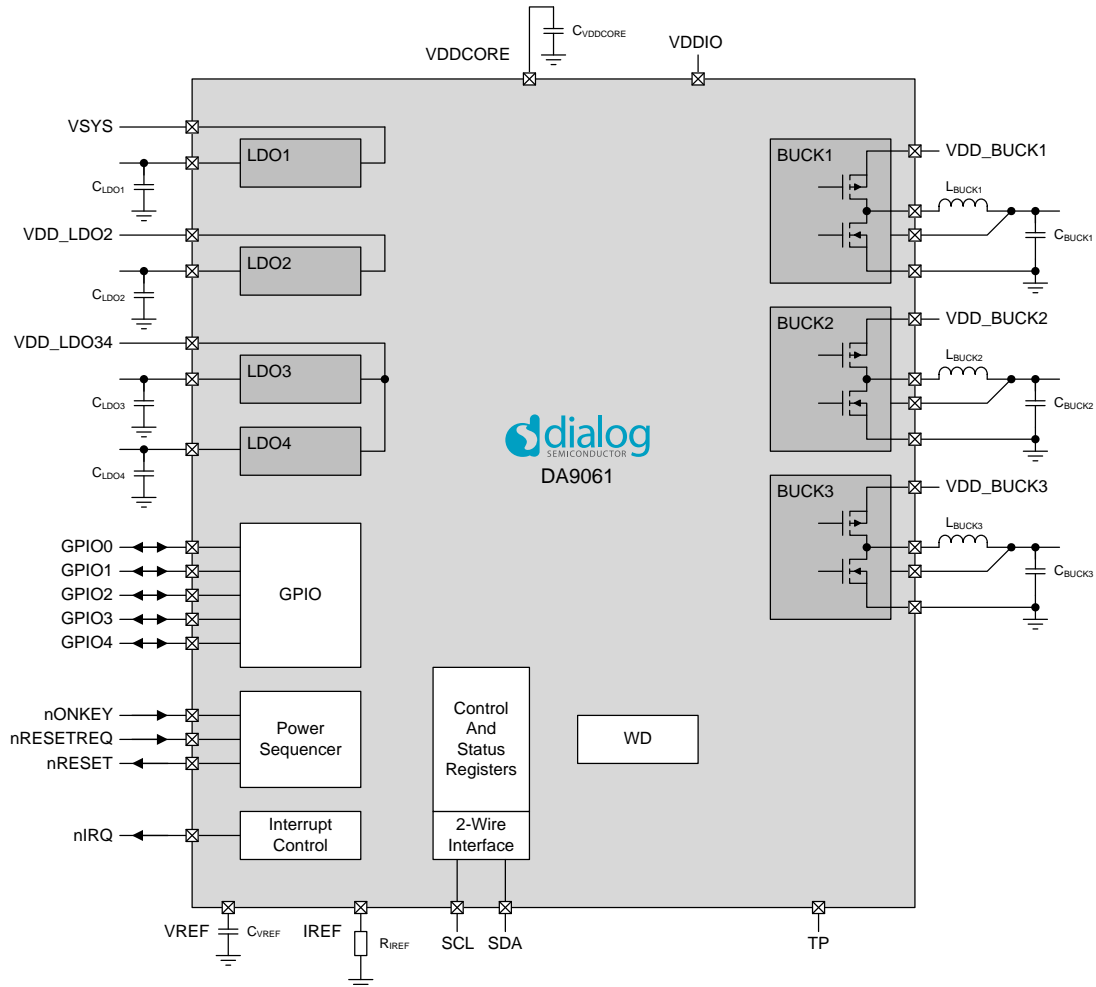 CVDDCORE
VDDCORE
VDDIO
VSYS
LDO1
CLDO1
VDD_LDO2
LDO2
CLDO2
VDD_LDO34
LDO3
CLDO3
LDO4
CLDO4
BUCK1
VDD_BUCK1
LBUCK1
CBUCK1
BUCK2
VDD_BUCK2
LBUCK2
CBUCK2
BUCK3
VDD_BUCK3
LBUCK3
CBUCK3
dialog
SEMICONDUCTOR
DA9061
GPIO0
GPIO1
GPIO2
GPIO3
GPIO4
GPIO
nONKEY
nRESETREQ
nRESET
Power
Sequencer
nIRQ
Interrupt
Control
Control
And
Status
Registers
2-Wire
Interface
WD
VREF
CVREF
IREF
RIREF
SCL
SDA
TP